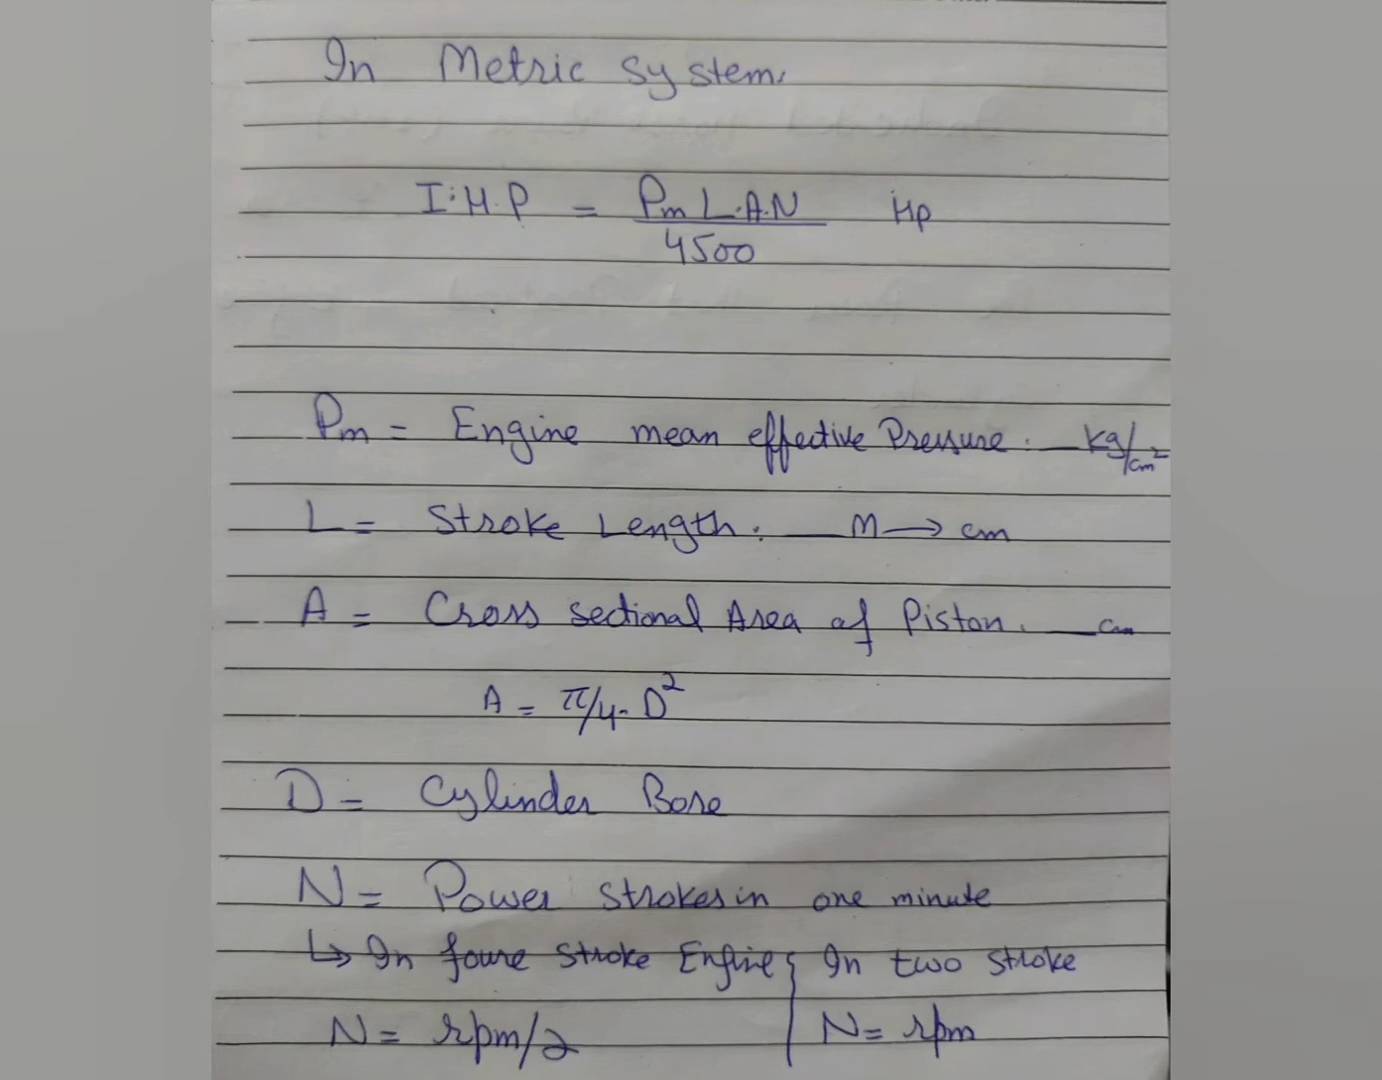 In Metric system.
I.H.P = Pm L.A.N / 4500 HP
Pm = Engine mean effective Pressure. — kg/cm²
L = Stroke Length. — M → cm
A = Cross sectional Area of Piston. — cm
A = π/4 - D²
D = Cylinder Bore
N = Power strokes in one minute
↳ In foure stroke Engine { In two stroke
N = rpm/2 | N = rpm